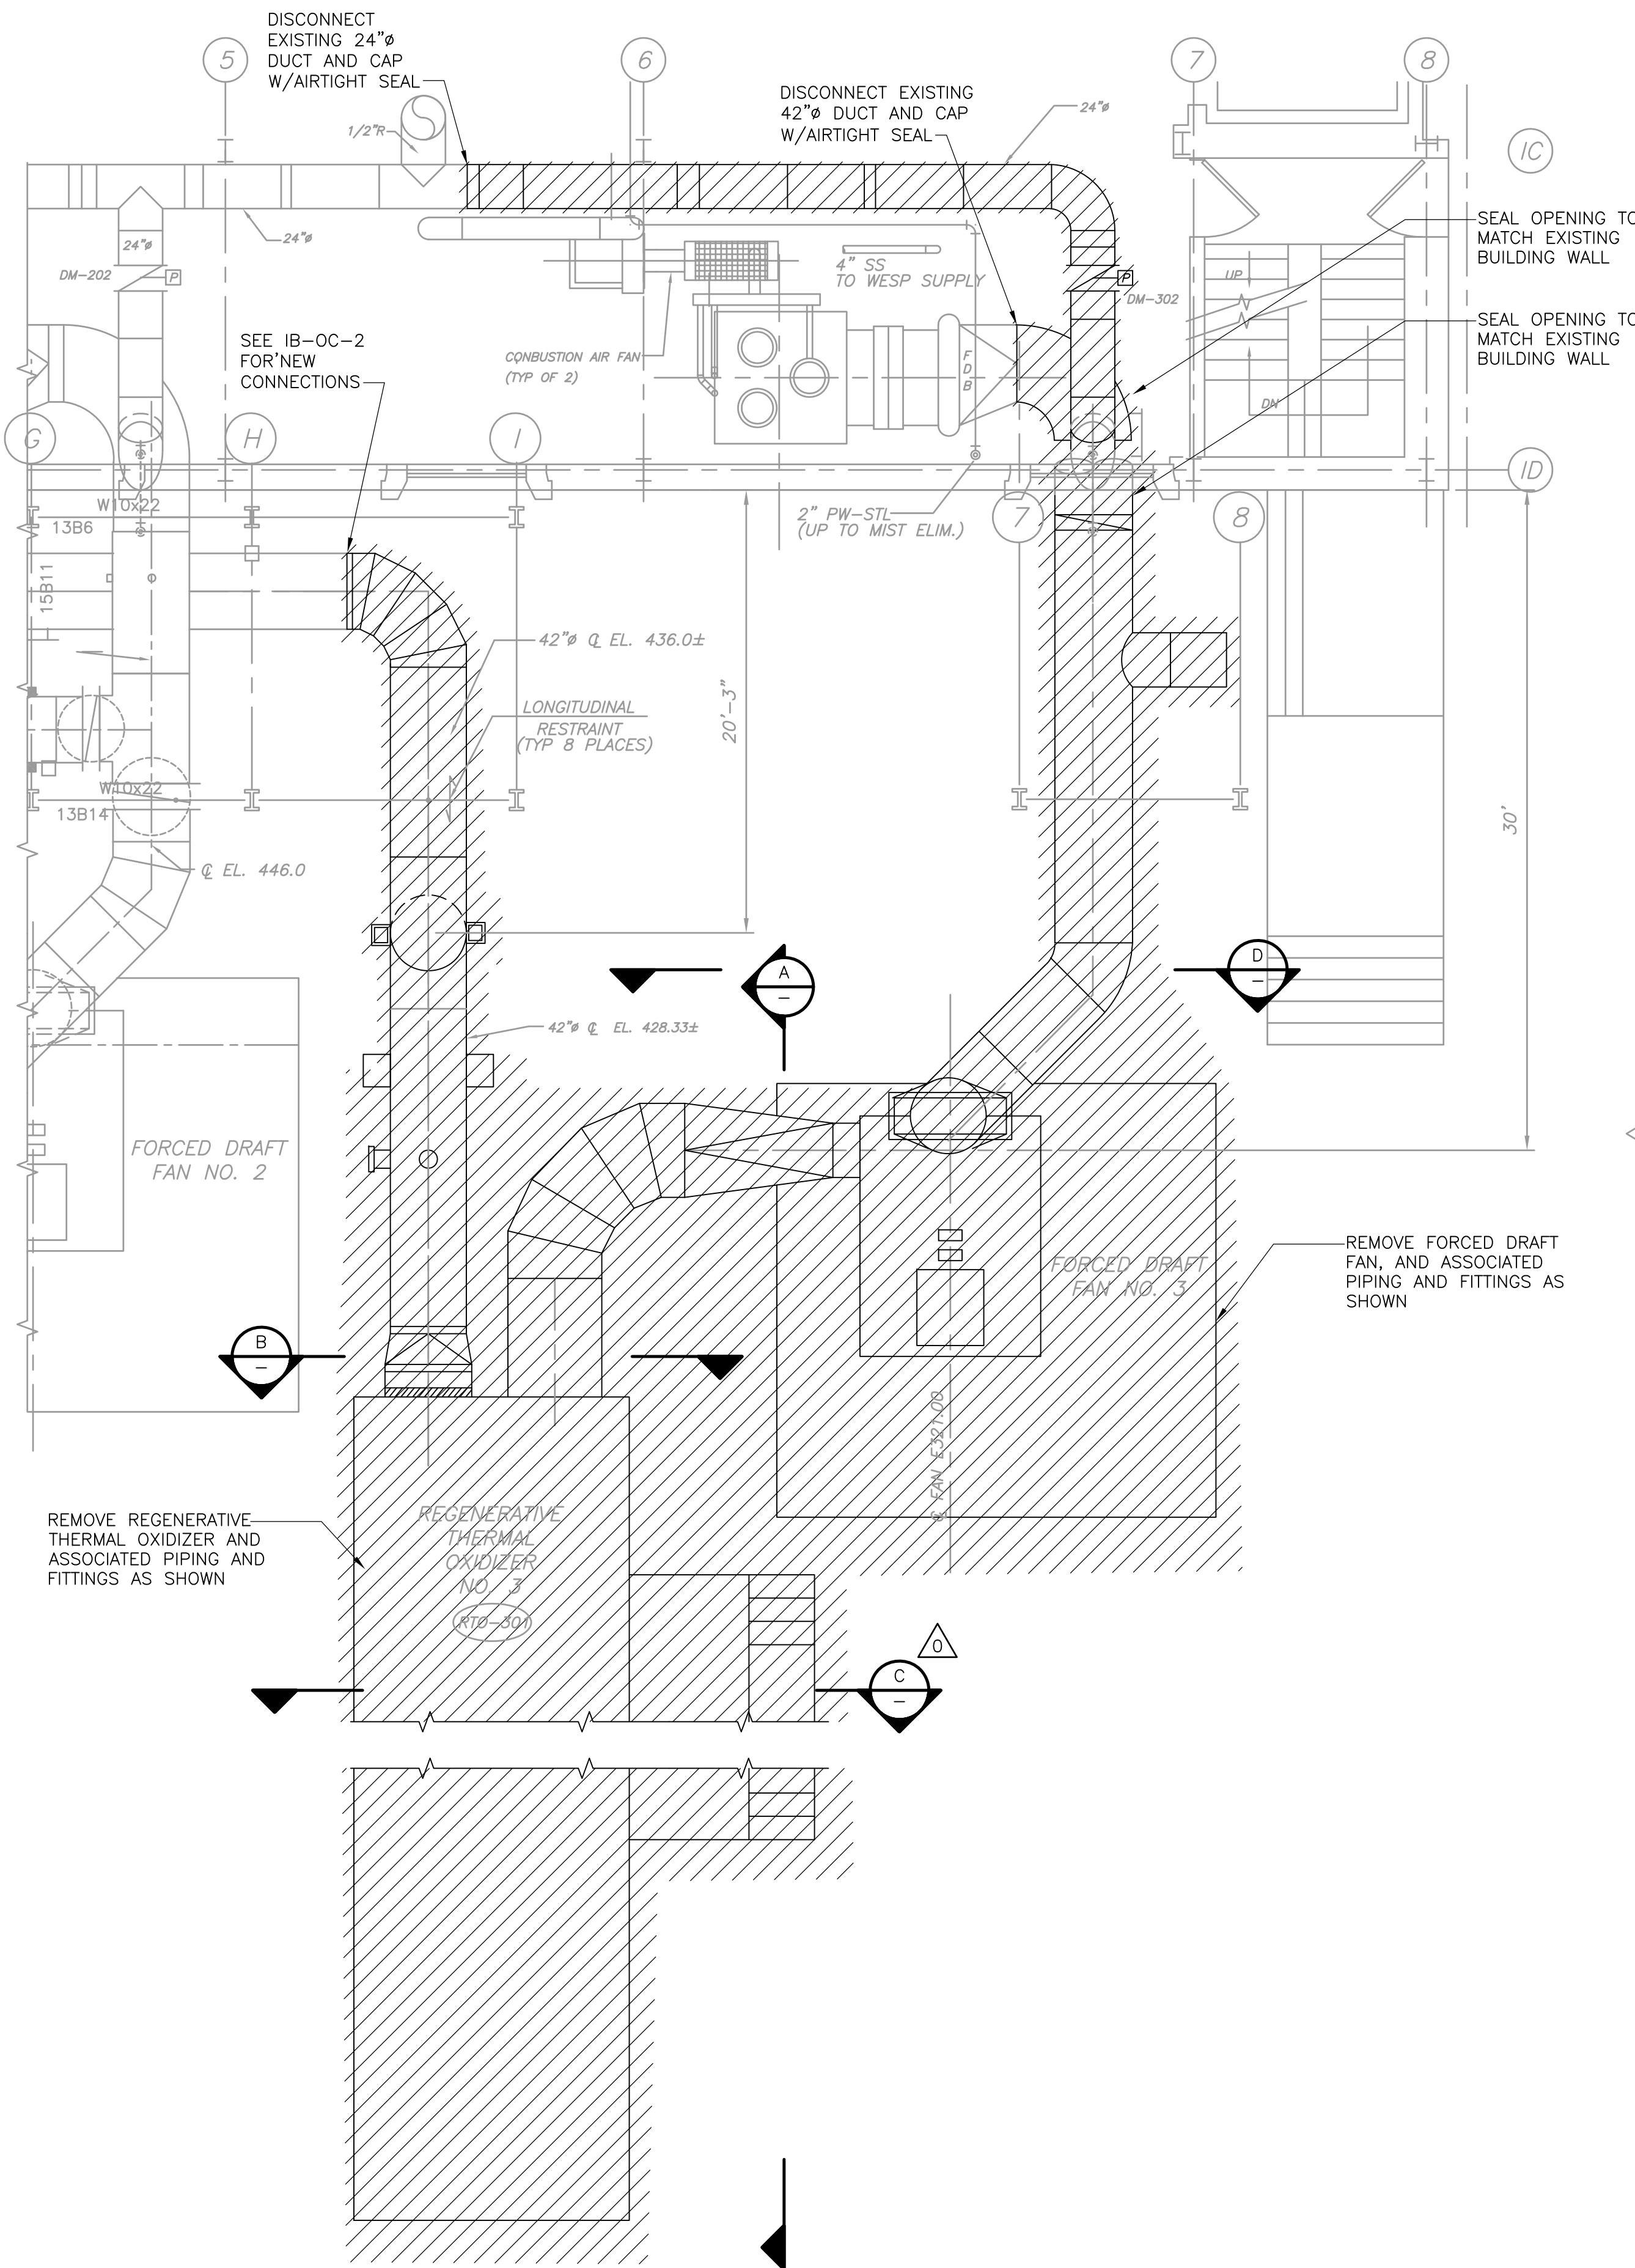 DISCONNECT
EXISTING 24"ø
DUCT AND CAP
W/AIRTIGHT SEAL
5
6
7
8
DISCONNECT EXISTING
42"ø DUCT AND CAP
W/AIRTIGHT SEAL
24"ø
1/2"R
1C
24"ø
24"ø
DM-202
P
4" SS
TO WESP SUPPLY
P
DM-302
UP
SEAL OPENING TO
MATCH EXISTING
BUILDING WALL
SEAL OPENING TO
MATCH EXISTING
BUILDING WALL
SEE IB-OC-2
FOR'NEW
CONNECTIONS
CONBUSTION AIR FAN
(TYP OF 2)
F
D
B
DN
G
H
I
1D
W10x22
13B6
15B11
2" PW-STL
(UP TO MIST ELIM.)
7
8
42"ø ℄ EL. 436.0±
LONGITUDINAL
RESTRAINT
(TYP 8 PLACES)
20'-3"
30'
W10x22
13B14
℄ EL. 446.0
A
-
D
-
42"ø ℄ EL. 428.33±
FORCED DRAFT
FAN NO. 2
FORCED DRAFT
FAN NO. 3
REMOVE FORCED DRAFT
FAN, AND ASSOCIATED
PIPING AND FITTINGS AS
SHOWN
B
-
℄ FAN E321.00
REMOVE REGENERATIVE
THERMAL OXIDIZER AND
ASSOCIATED PIPING AND
FITTINGS AS SHOWN
REGENERATIVE
THERMAL
OXIDIZER
NO. 3
RTO-301
0
C
-